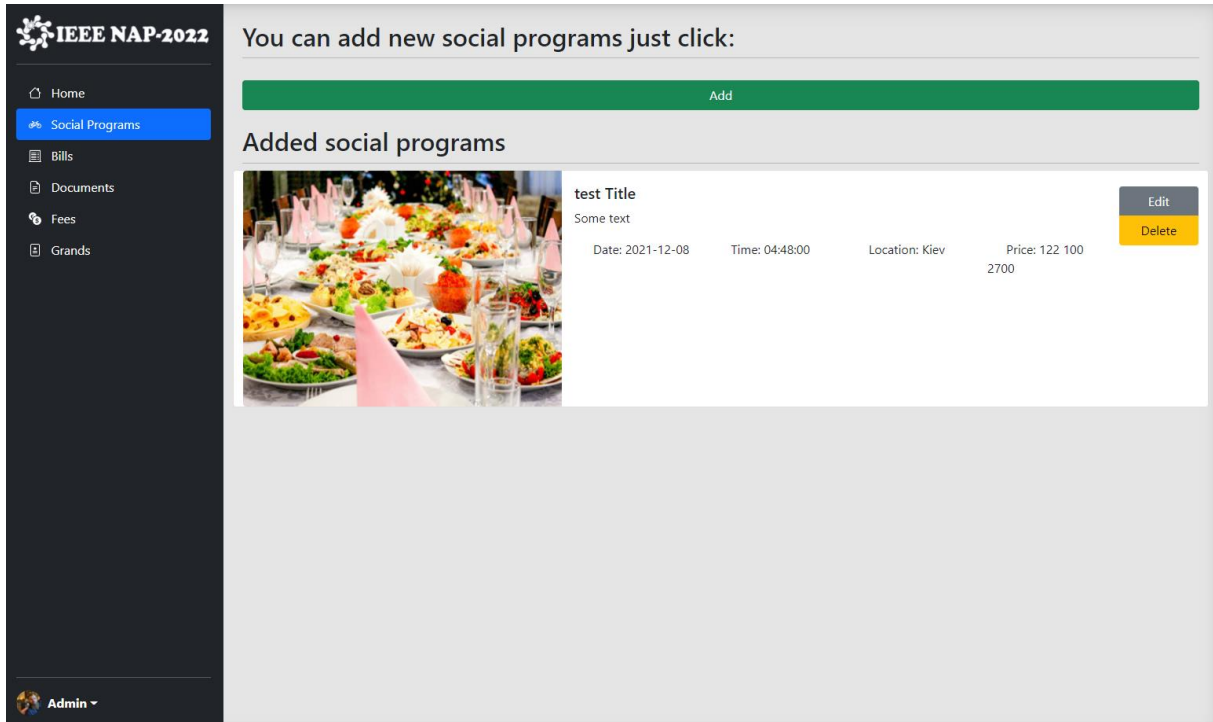 IEEE NAP-2022
Home
Social Programs
Bills
Documents
Fees
Grands
Admin
You can add new social programs just click:
Add
Added social programs
test Title
Some text
Date: 2021-12-08 Time: 04:48:00 Location: Kiev Price: 122 100
2700
Edit
Delete